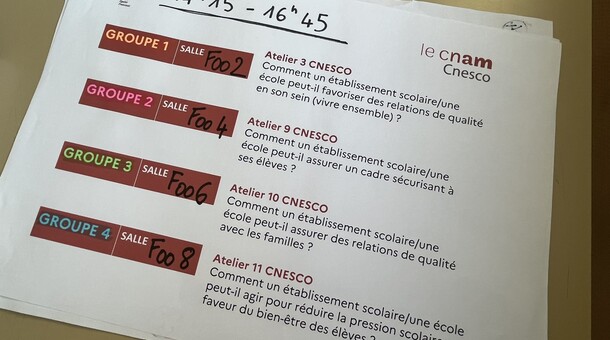 15 - 16H45
le cnam
Cnesco
GROUPE 1 SALLE F002
Atelier 3 CNESCO
Comment un établissement scolaire/une
école peut-il favoriser des relations de qualité
en son sein (vivre ensemble) ?
GROUPE 2 SALLE F004
Atelier 9 CNESCO
Comment un établissement scolaire/une
école peut-il assurer un cadre sécurisant à
ses élèves ?
GROUPE 3 SALLE F006
Atelier 10 CNESCO
Comment un établissement scolaire/une
école peut-il assurer des relations de qualité
avec les familles ?
GROUPE 4 SALLE F008
Atelier 11 CNESCO
Comment un établissement scolaire/une école
peut-il agir pour réduire la pression scolaire
faveur du bien-être des élèves ?